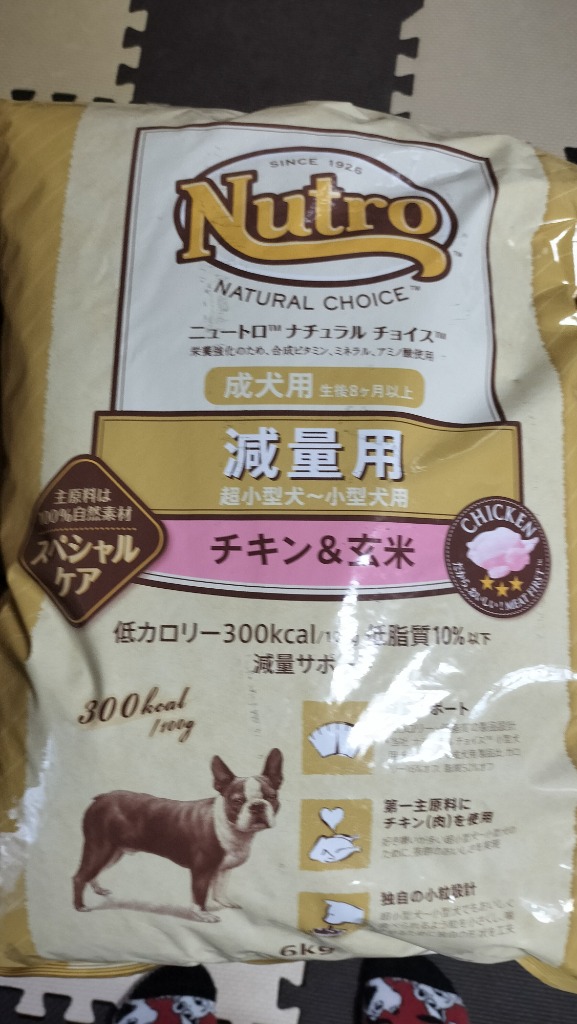 SINCE 1926
Nutro™
NATURAL CHOICE™
ニュートロ™ ナチュラル チョイス™
栄養強化のため、合成ビタミン、ミネラル、アミノ酸使用
成犬用 生後8ヶ月以上
減量用
超小型犬～小型犬用
主原料は
100%自然素材
スペシャル
ケア
チキン＆玄米
CHICKEN
MEAT FIRST™
低カロリー300kcal/ 低脂質10%以下
減量サポ
300kcal
/100g
ポート
第一主原料に
チキン(肉)を使用
独自の小粒設計
6kg